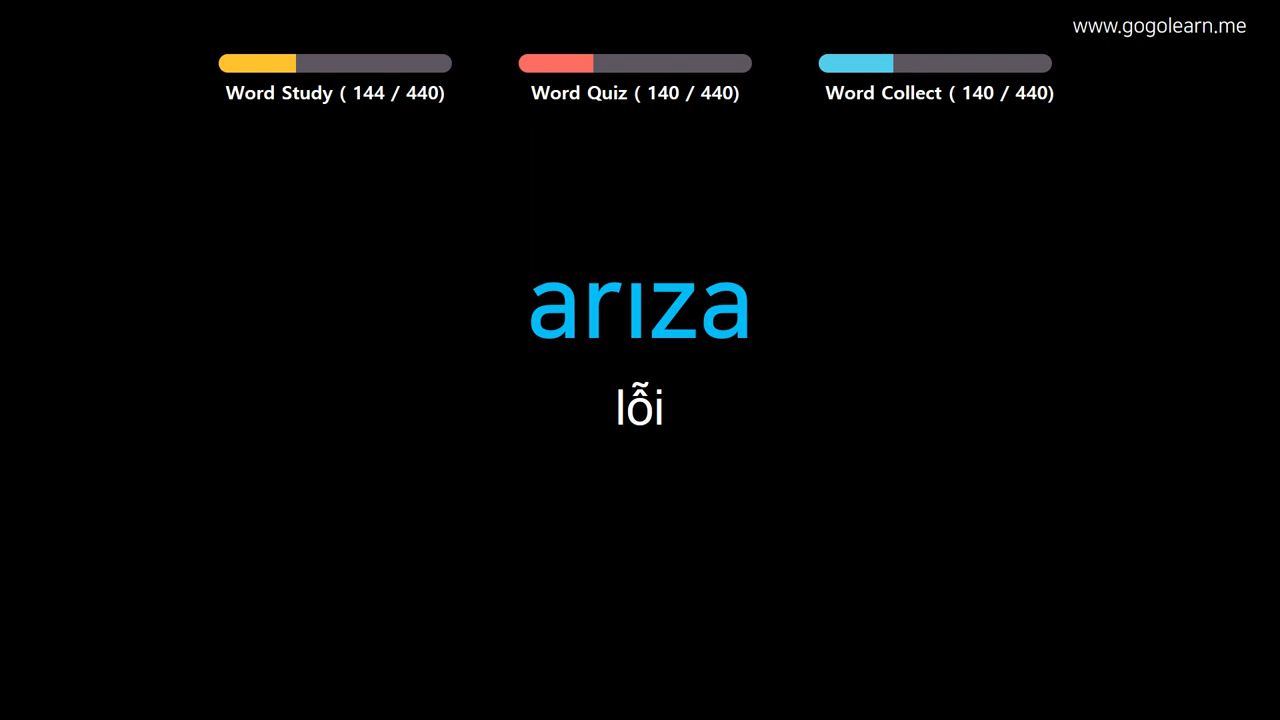 www.gogolearn.me
Word Study ( 144 / 440)
Word Quiz ( 140 / 440)
Word Collect ( 140 / 440)
arıza
lỗi